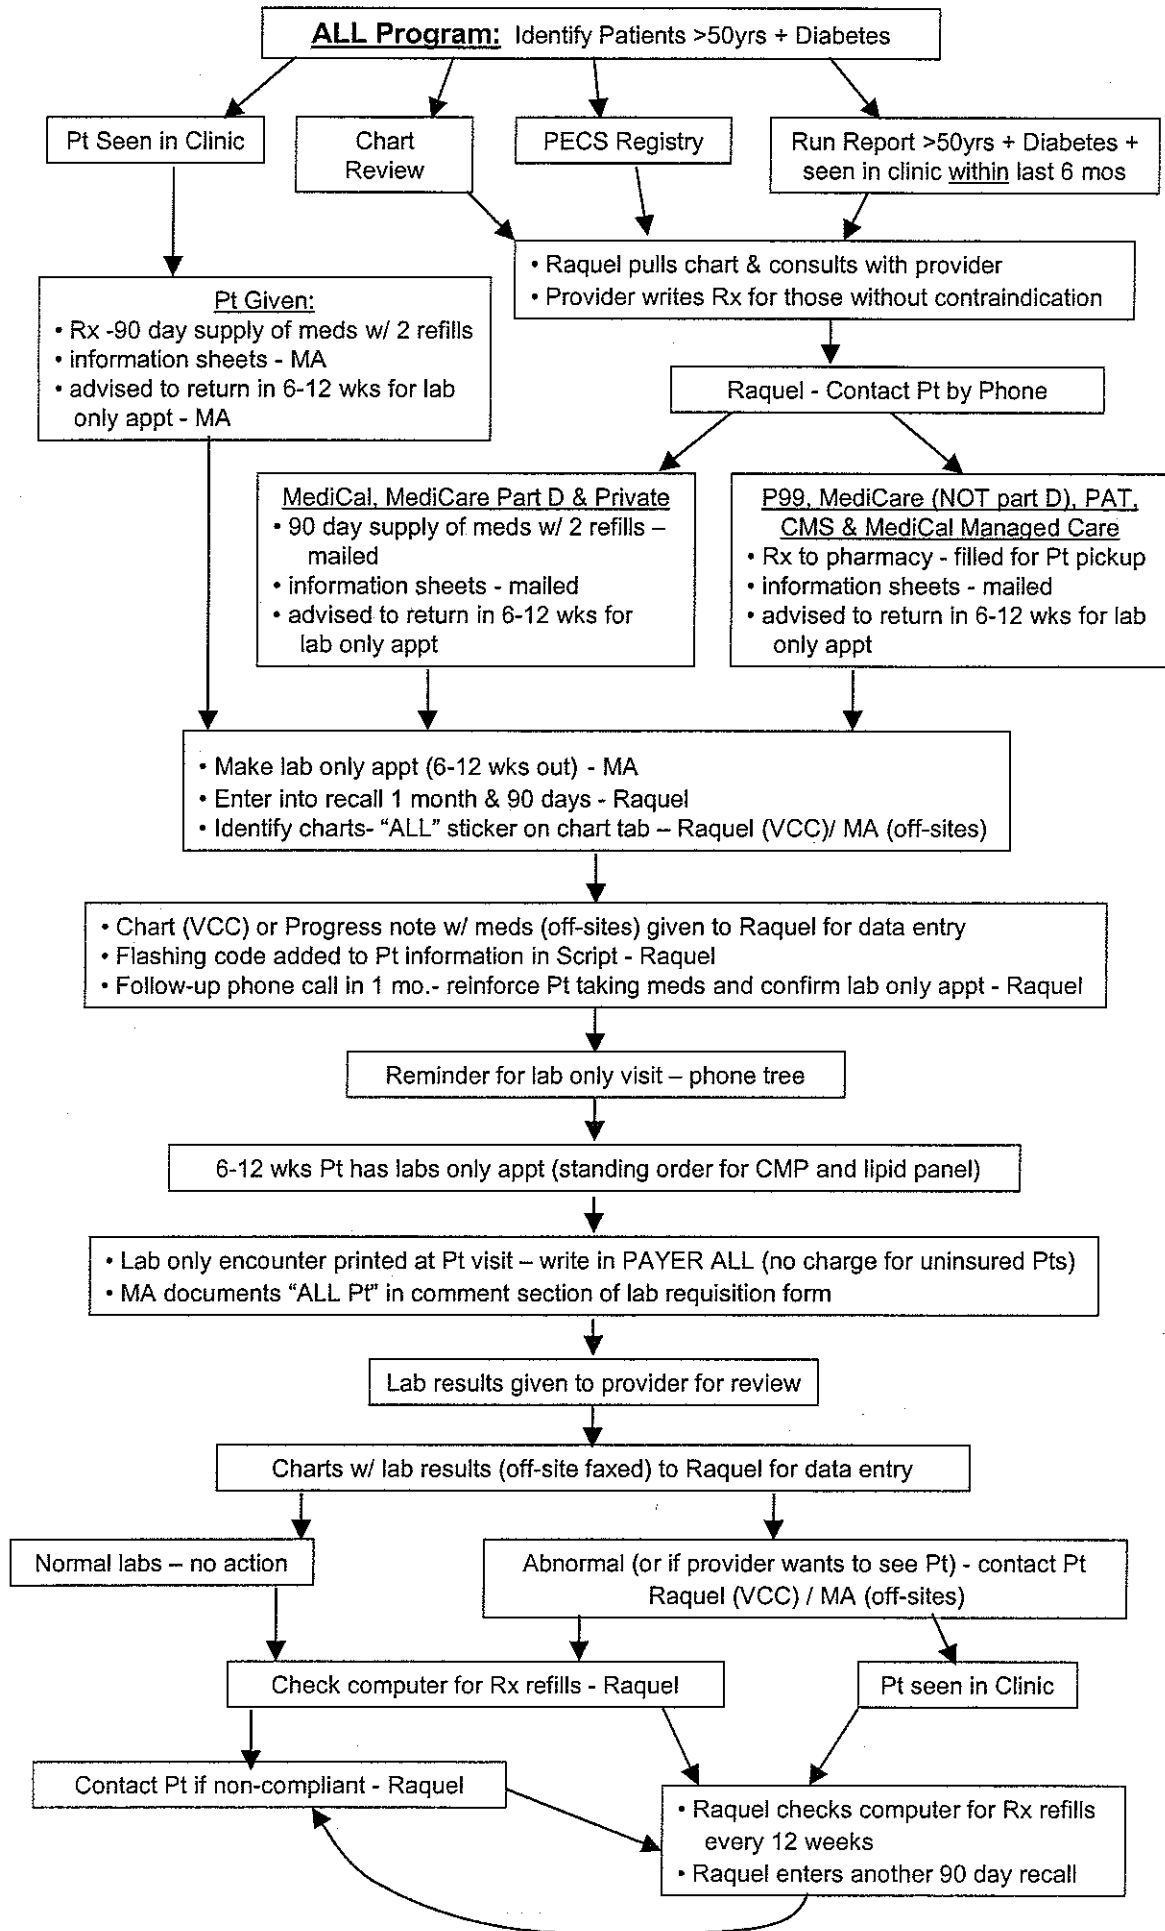 ALL Program: Identify Patients >50yrs + Diabetes
Pt Seen in Clinic
Chart
Review
PECS Registry
Run Report >50yrs + Diabetes +
seen in clinic within last 6 mos
• Raquel pulls chart & consults with provider
• Provider writes Rx for those without contraindication
Pt Given:
• Rx -90 day supply of meds w/ 2 refills
• information sheets - MA
• advised to return in 6-12 wks for lab
only appt - MA
Raquel - Contact Pt by Phone
MediCal, MediCare Part D & Private
• 90 day supply of meds w/ 2 refills –
mailed
• information sheets - mailed
• advised to return in 6-12 wks for
lab only appt
P99, MediCare (NOT part D), PAT,
CMS & MediCal Managed Care
• Rx to pharmacy - filled for Pt pickup
• information sheets - mailed
• advised to return in 6-12 wks for lab
only appt
• Make lab only appt (6-12 wks out) - MA
• Enter into recall 1 month & 90 days - Raquel
• Identify charts- “ALL” sticker on chart tab – Raquel (VCC)/ MA (off-sites)
• Chart (VCC) or Progress note w/ meds (off-sites) given to Raquel for data entry
• Flashing code added to Pt information in Script - Raquel
• Follow-up phone call in 1 mo.- reinforce Pt taking meds and confirm lab only appt - Raquel
Reminder for lab only visit – phone tree
6-12 wks Pt has labs only appt (standing order for CMP and lipid panel)
• Lab only encounter printed at Pt visit – write in PAYER ALL (no charge for uninsured Pts)
• MA documents “ALL Pt” in comment section of lab requisition form
Lab results given to provider for review
Charts w/ lab results (off-site faxed) to Raquel for data entry
Normal labs – no action
Abnormal (or if provider wants to see Pt) - contact Pt
Raquel (VCC) / MA (off-sites)
Check computer for Rx refills - Raquel
Pt seen in Clinic
Contact Pt if non-compliant - Raquel
• Raquel checks computer for Rx refills
every 12 weeks
• Raquel enters another 90 day recall